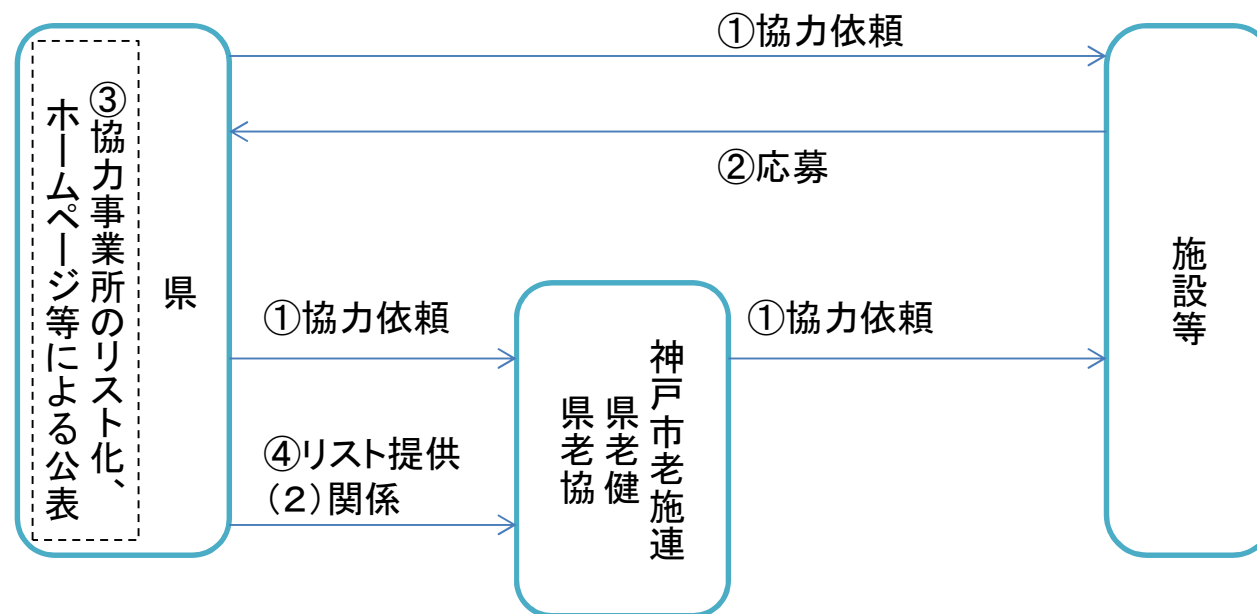 ①協力依頼
②応募
県
③協力事業所のリスト化、
ホームページ等による公表
①協力依頼
④リスト提供
（２）関係
神戸市老施連
県老健
県老協
①協力依頼
施設等